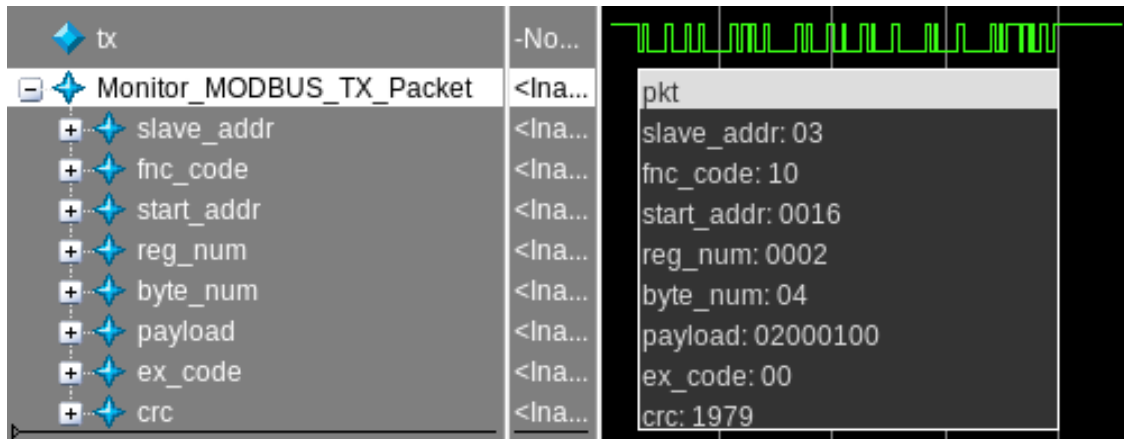 tx -No...
Monitor_MODBUS_TX_Packet <Ina... pkt
slave_addr <Ina... slave_addr: 03
fnc_code <Ina... fnc_code: 10
start_addr <Ina... start_addr: 0016
reg_num <Ina... reg_num: 0002
byte_num <Ina... byte_num: 04
payload <Ina... payload: 02000100
ex_code <Ina... ex_code: 00
crc <Ina... crc: 1979